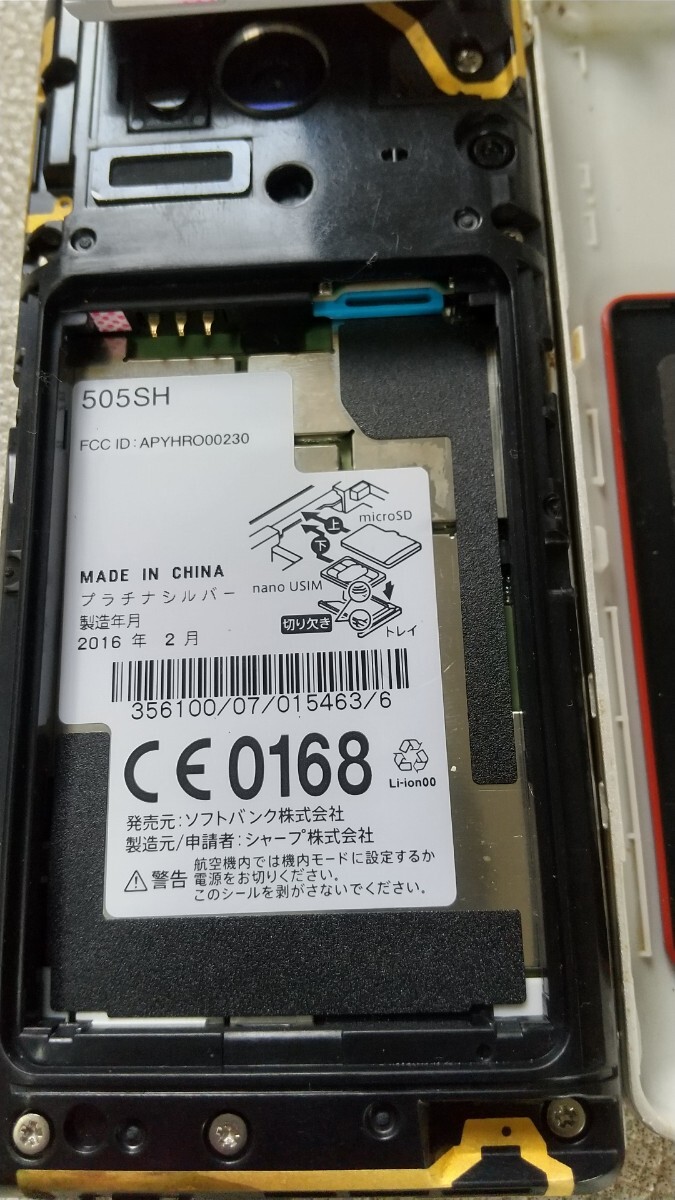 505SH
FCC ID: APYHRO00230
microSD
上
下
nano USIM
切り欠き
トレイ
MADE IN CHINA
プラチナシルバー
製造年月
2016 年 2 月
356100/07/015463/6
CE0168
Li-ion00
発売元:ソフトバンク株式会社
製造元/申請者:シャープ株式会社
警告 航空機内では機内モードに設定するか
電源をお切りください。
このシールを剥がさないでください。